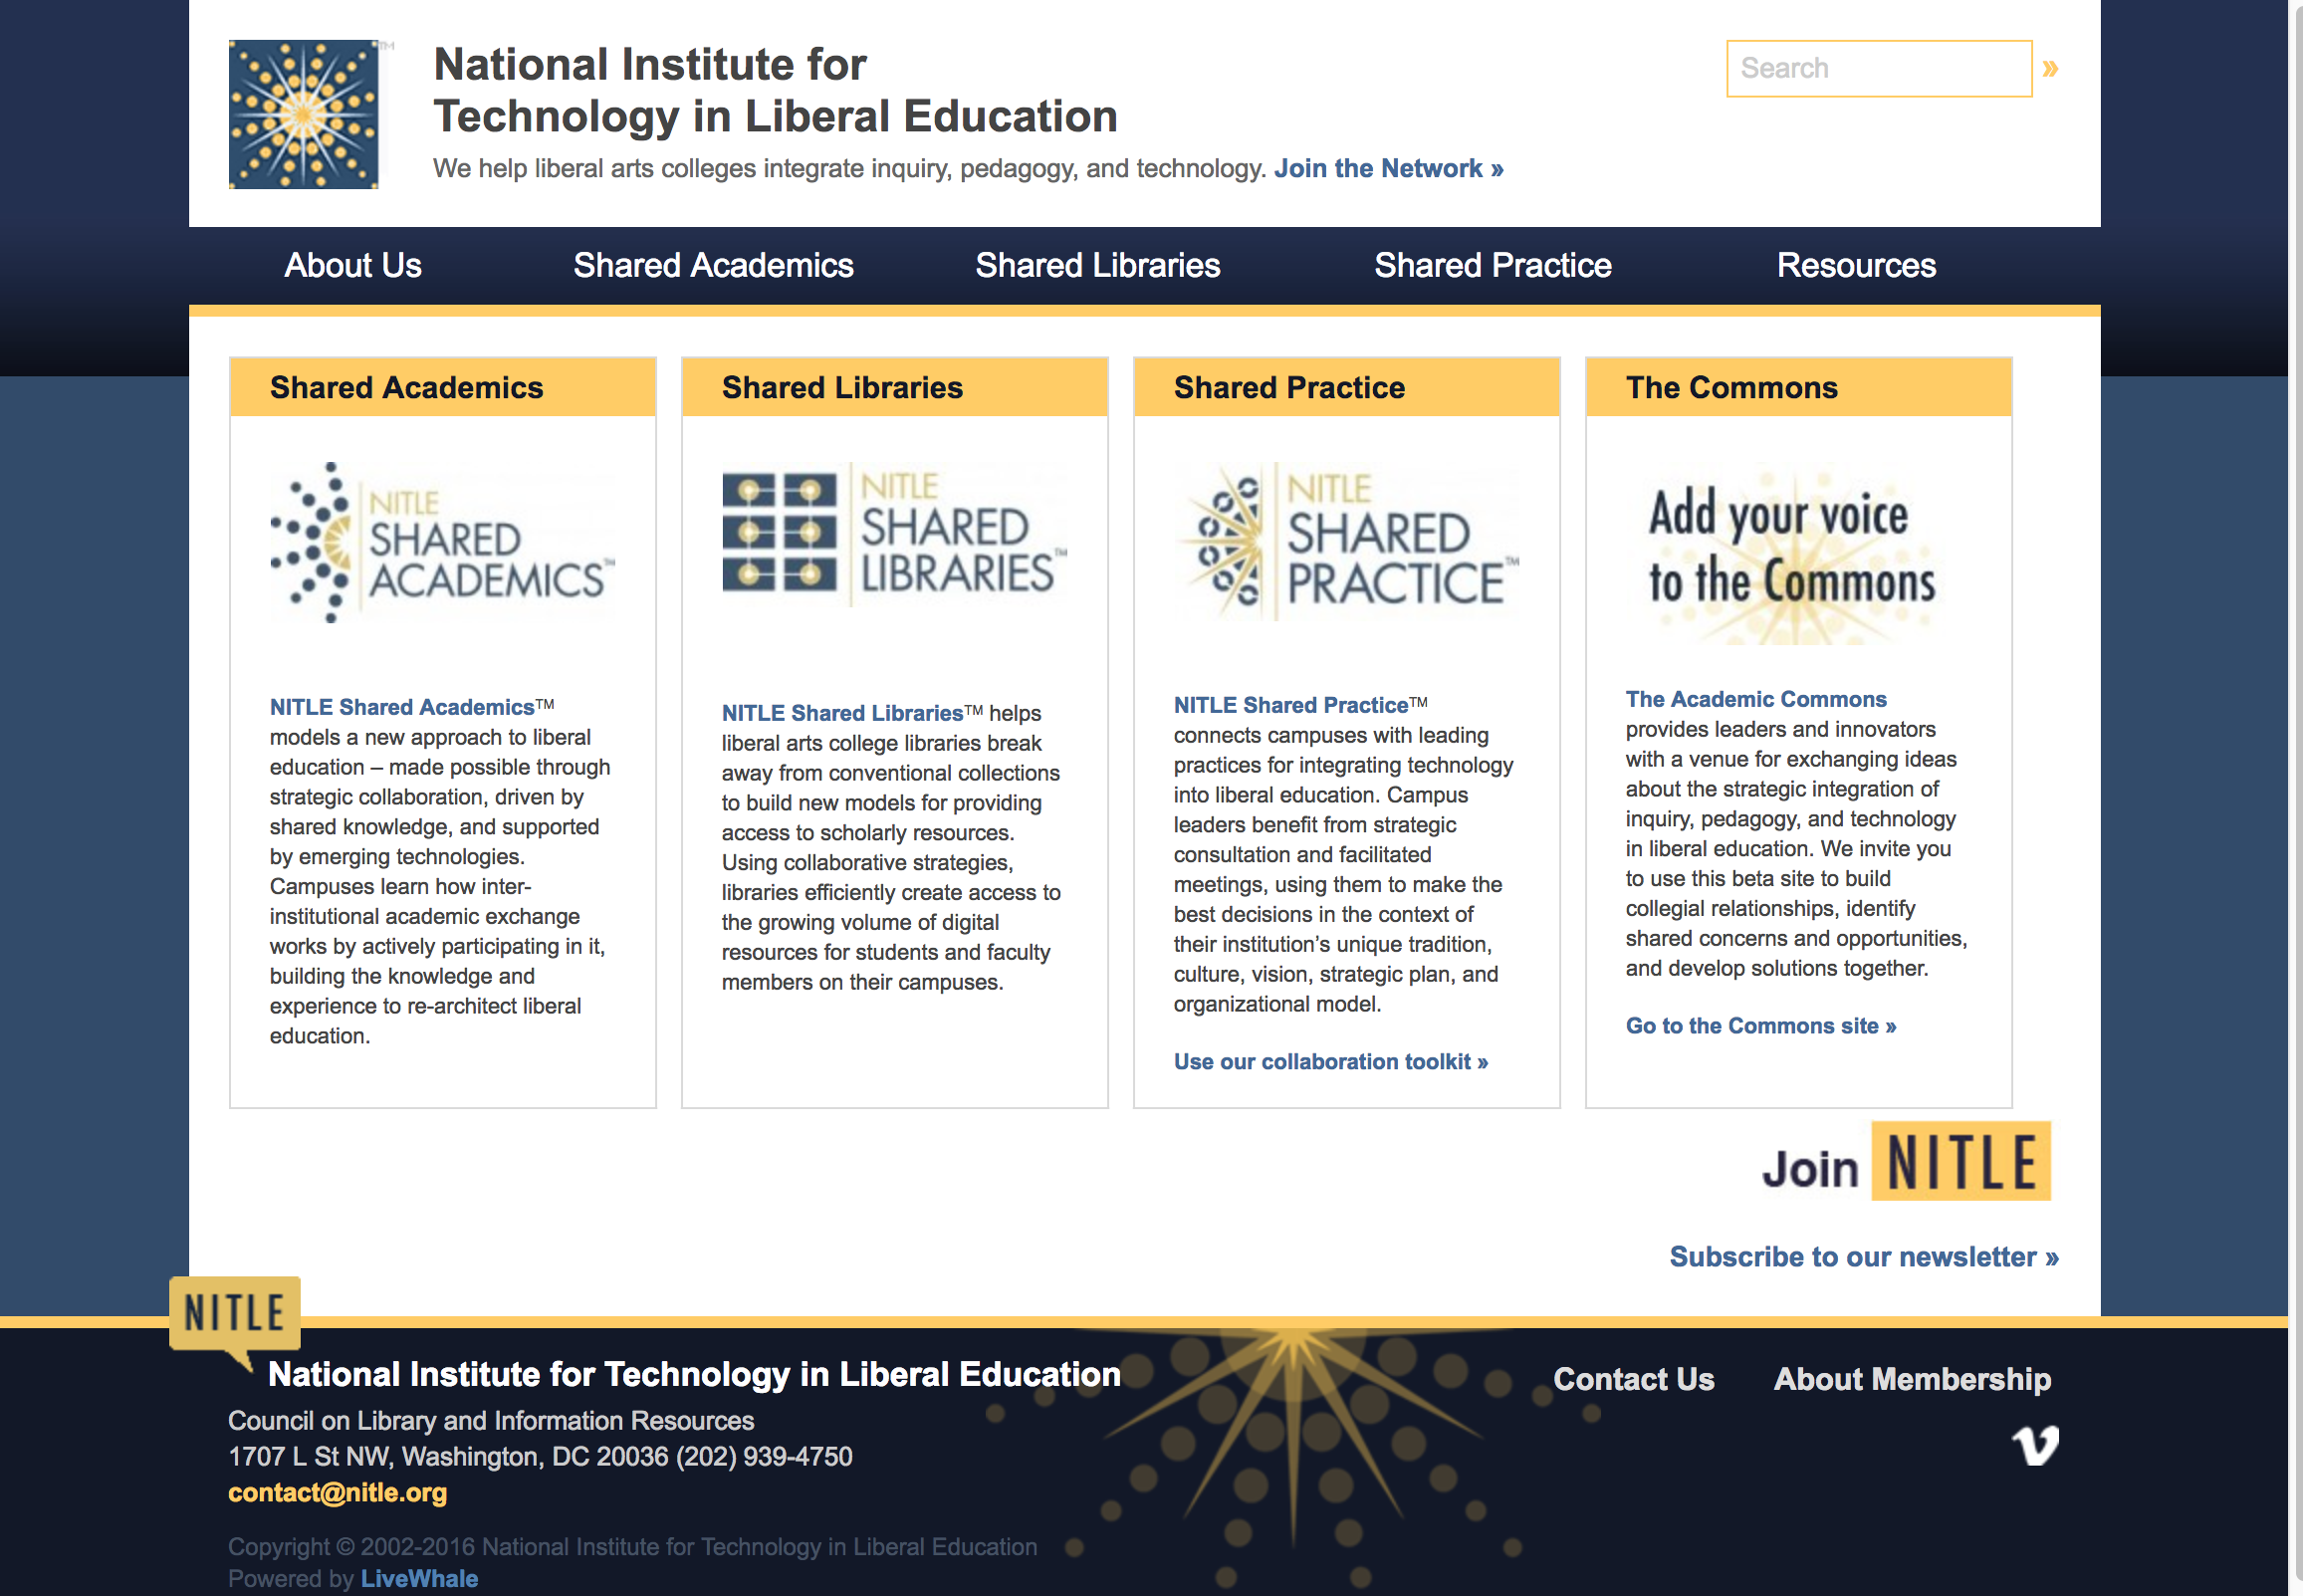 TM
National Institute for
Technology in Liberal Education
We help liberal arts colleges integrate inquiry, pedagogy, and technology. Join the Network »
Search »
About Us Shared Academics Shared Libraries Shared Practice Resources
Shared Academics
NITLE
SHARED
ACADEMICS™
NITLE Shared Academics™
models a new approach to liberal
education – made possible through
strategic collaboration, driven by
shared knowledge, and supported
by emerging technologies.
Campuses learn how inter-
institutional academic exchange
works by actively participating in it,
building the knowledge and
experience to re-architect liberal
education.
Shared Libraries
NITLE
SHARED
LIBRARIES™
NITLE Shared Libraries™ helps
liberal arts college libraries break
away from conventional collections
to build new models for providing
access to scholarly resources.
Using collaborative strategies,
libraries efficiently create access to
the growing volume of digital
resources for students and faculty
members on their campuses.
Shared Practice
NITLE
SHARED
PRACTICE™
NITLE Shared Practice™
connects campuses with leading
practices for integrating technology
into liberal education. Campus
leaders benefit from strategic
consultation and facilitated
meetings, using them to make the
best decisions in the context of
their institution’s unique tradition,
culture, vision, strategic plan, and
organizational model.
Use our collaboration toolkit »
The Commons
Add your voice
to the Commons
The Academic Commons
provides leaders and innovators
with a venue for exchanging ideas
about the strategic integration of
inquiry, pedagogy, and technology
in liberal education. We invite you
to use this beta site to build
collegial relationships, identify
shared concerns and opportunities,
and develop solutions together.
Go to the Commons site »
Join NITLE
Subscribe to our newsletter »
NITLE
National Institute for Technology in Liberal Education
Council on Library and Information Resources
1707 L St NW, Washington, DC 20036 (202) 939-4750
contact@nitle.org
Copyright © 2002-2016 National Institute for Technology in Liberal Education
Powered by LiveWhale
Contact Us About Membership